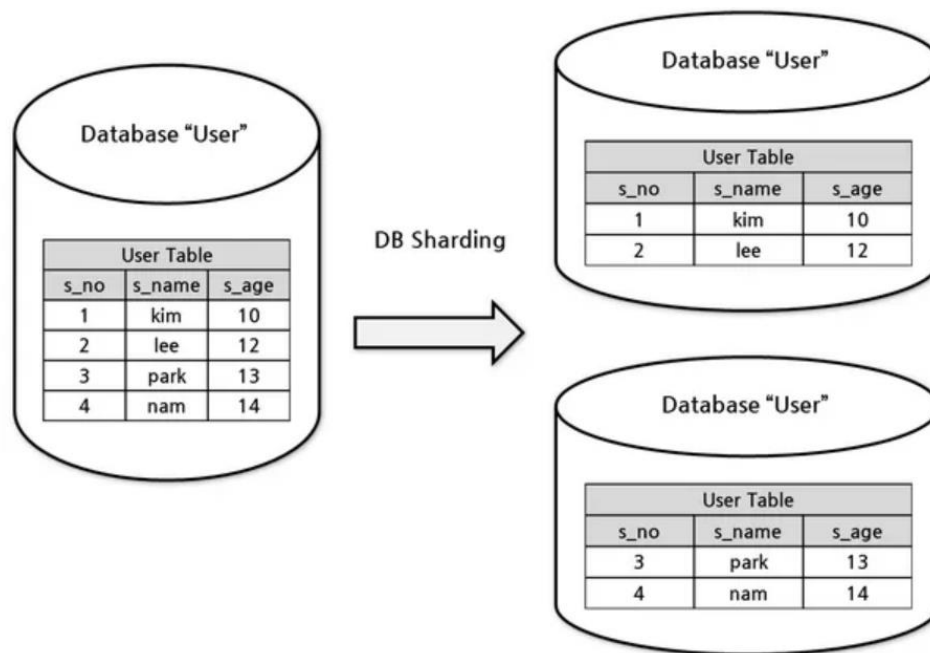 Database “User”
User Table
s_no s_name s_age
1 kim 10
2 lee 12
3 park 13
4 nam 14
DB Sharding
Database “User”
User Table
s_no s_name s_age
1 kim 10
2 lee 12
Database “User”
User Table
s_no s_name s_age
3 park 13
4 nam 14